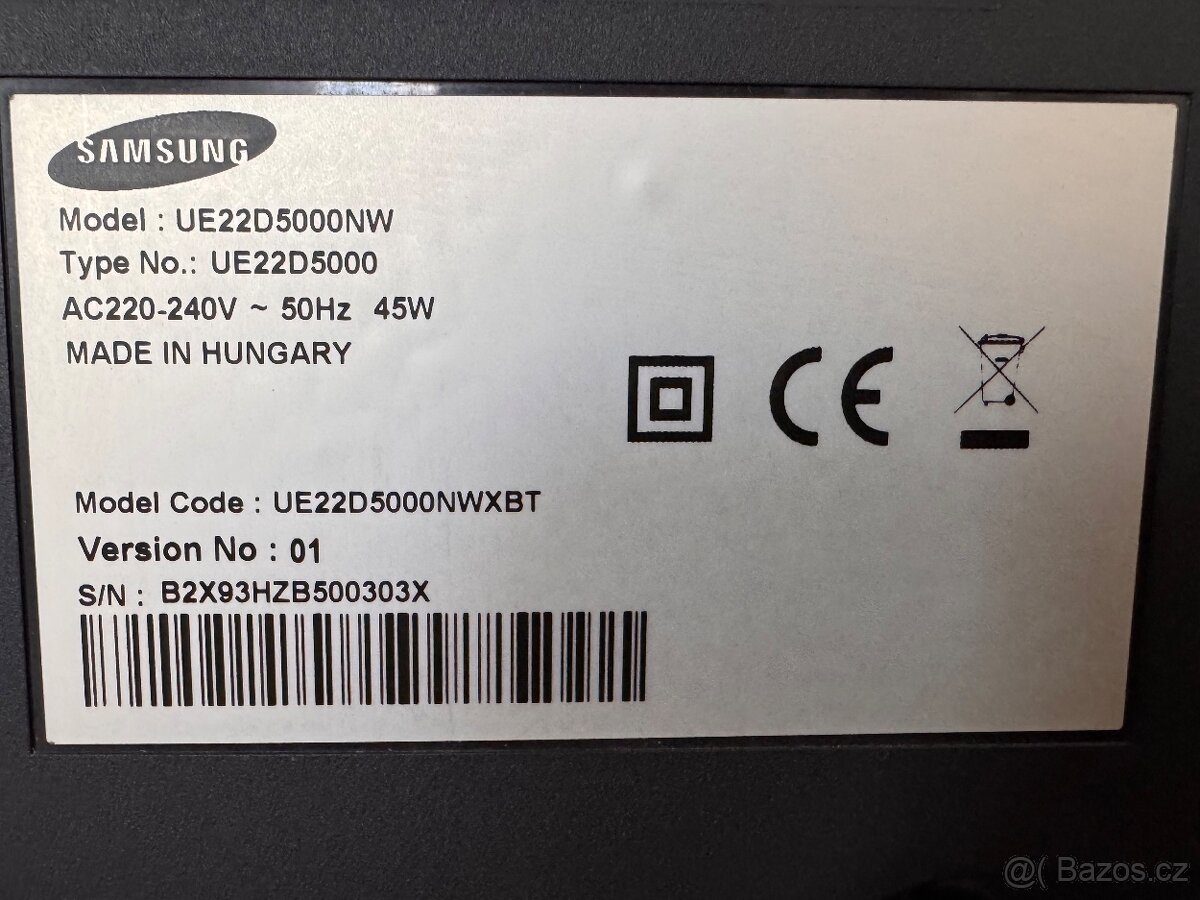 SAMSUNG
Model : UE22D5000NW
Type No.: UE22D5000
AC220-240V ~ 50Hz 45W
MADE IN HUNGARY
CE
Model Code : UE22D5000NWXBT
Version No : 01
S/N : B2X93HZB500303X
@( Bazos.cz